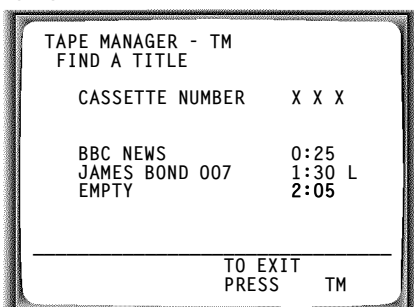 TAPE MANAGER - TM
FIND A TITLE
CASSETTE NUMBER X X X
BBC NEWS 0:25
JAMES BOND 007 1:30 L
EMPTY 2:05
TO EXIT
PRESS TM